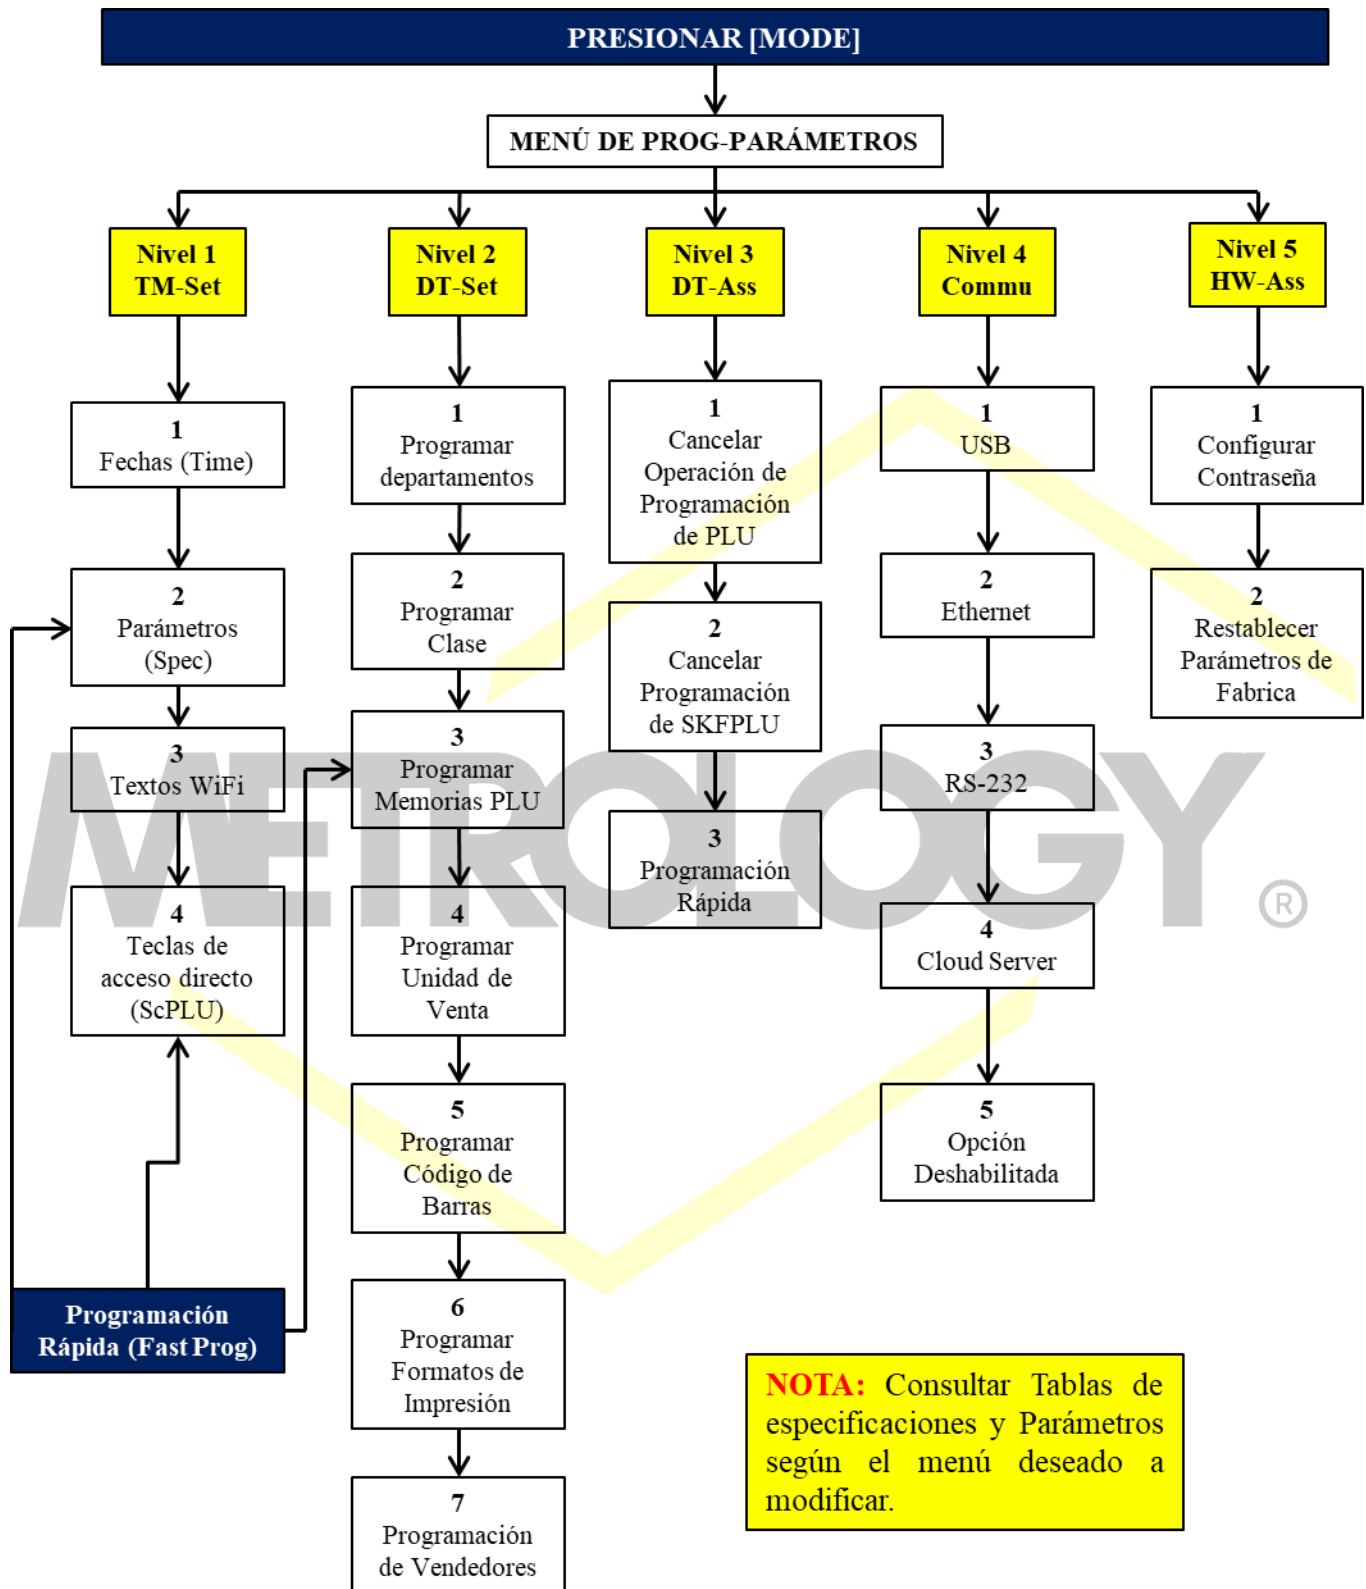 PRESIONAR [MODE]
MENÚ DE PROG-PARÁMETROS
Nivel 1
TM-Set
1
Fechas (Time)
2
Parámetros
(Spec)
3
Textos WiFi
4
Teclas de
acceso directo
(ScPLU)
Programación
Rápida (Fast Prog)
Nivel 2
DT-Set
1
Programar
departamentos
2
Programar
Clase
3
Programar
Memorias PLU
4
Programar
Unidad de
Venta
5
Programar
Código de
Barras
6
Programar
Formatos de
Impresión
7
Programación
de Vendedores
Nivel 3
DT-Ass
1
Cancelar
Operación de
Programación
de PLU
2
Cancelar
Programación
de SKFPLU
3
Programación
Rápida
Nivel 4
Commu
1
USB
2
Ethernet
3
RS-232
4
Cloud Server
5
Opción
Deshabilitada
Nivel 5
HW-Ass
1
Configurar
Contraseña
2
Restablecer
Parámetros de
Fabrica
METROLOGY ®
NOTA: Consultar Tablas de
especificaciones y Parámetros
según el menú deseado a
modificar.